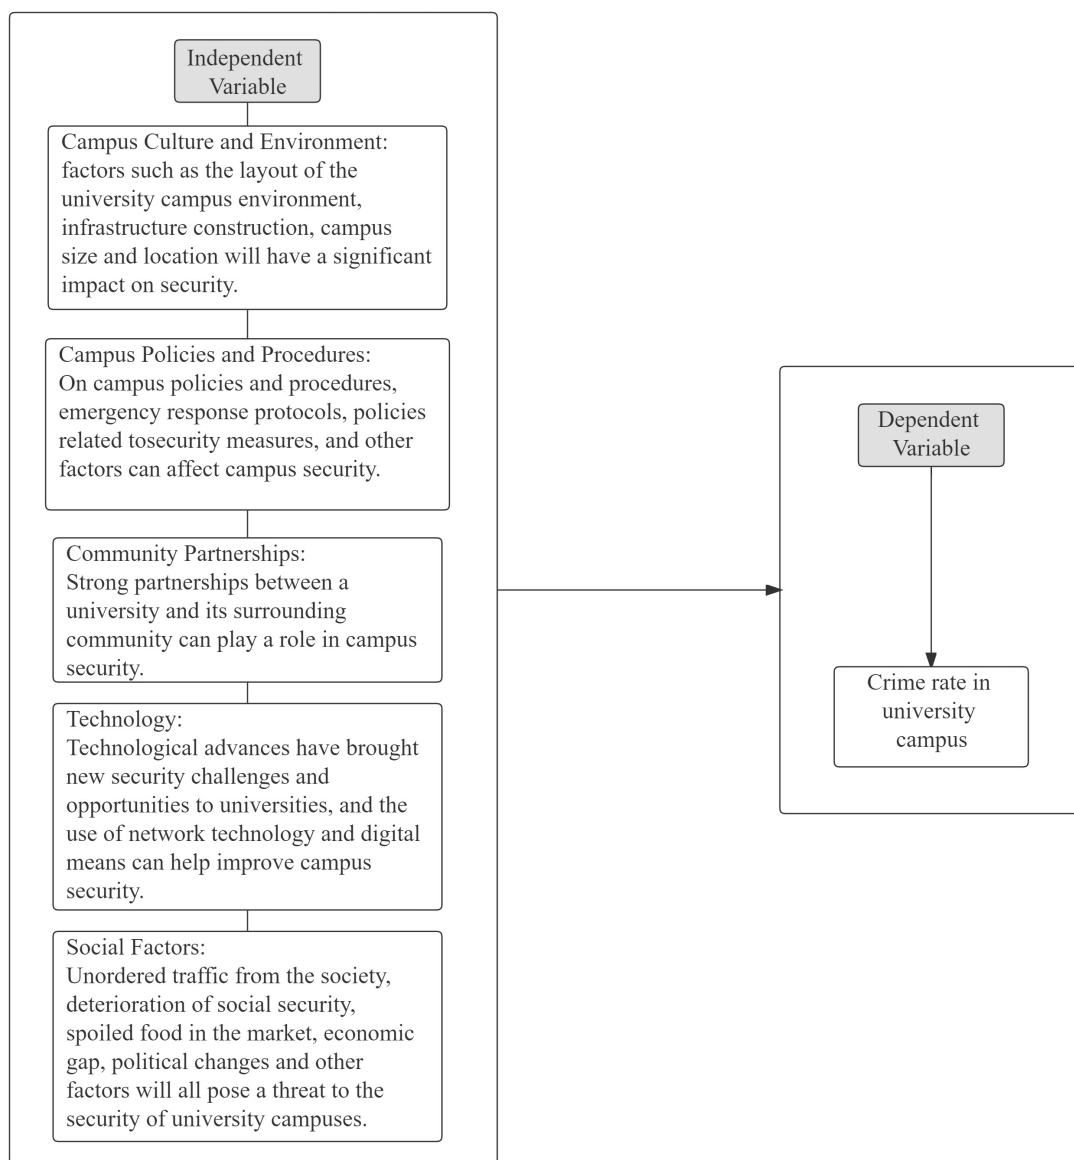 Independent
Variable
Campus Culture and Environment:
factors such as the layout of the
university campus environment,
infrastructure construction, campus
size and location will have a significant
impact on security.
Campus Policies and Procedures:
On campus policies and procedures,
emergency response protocols, policies
related tosecurity measures, and other
factors can affect campus security.
Community Partnerships:
Strong partnerships between a
university and its surrounding
community can play a role in campus
security.
Technology:
Technological advances have brought
new security challenges and
opportunities to universities, and the
use of network technology and digital
means can help improve campus
security.
Social Factors:
Unordered traffic from the society,
deterioration of social security,
spoiled food in the market, economic
gap, political changes and other
factors will all pose a threat to the
security of university campuses.
Dependent
Variable
Crime rate in
university
campus